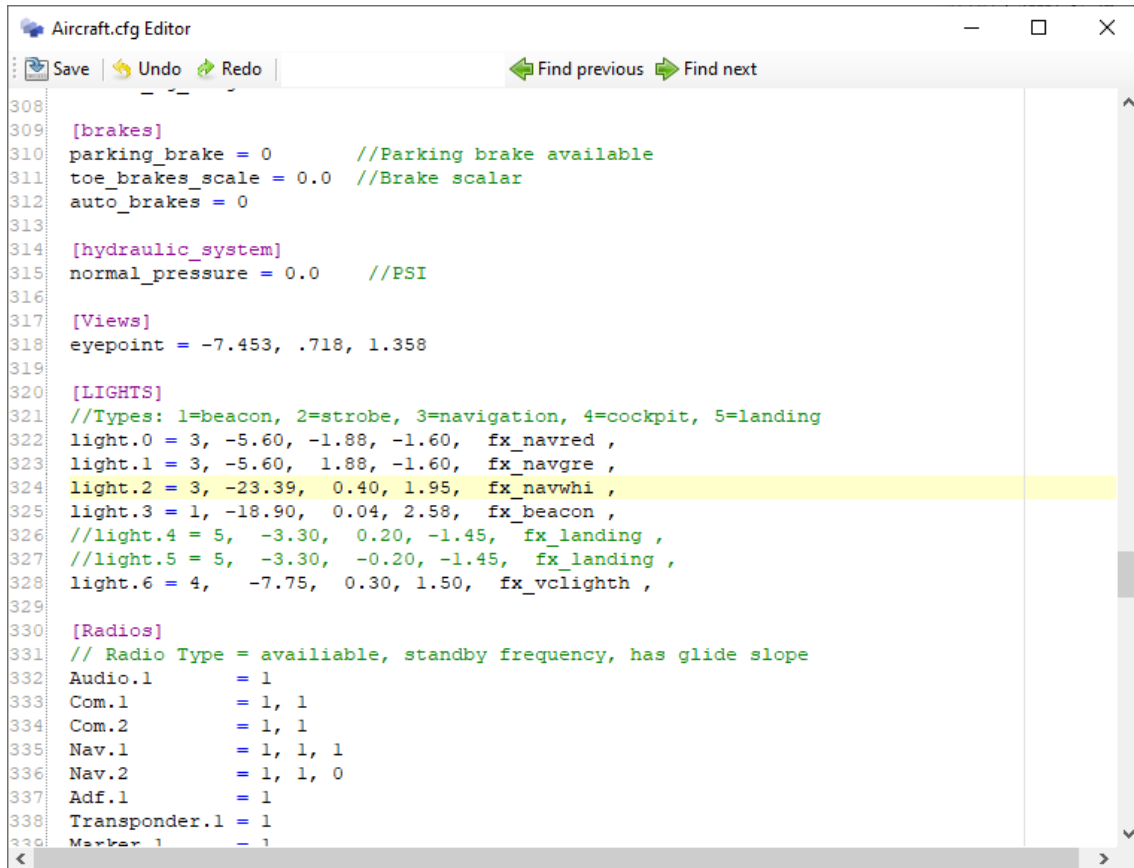 Aircraft.cfg Editor
Save Undo Redo Find previous Find next
308
309 [brakes]
310 parking_brake = 0 //Parking brake available
311 toe_brakes_scale = 0.0 //Brake scalar
312 auto_brakes = 0
313
314 [hydraulic_system]
315 normal_pressure = 0.0 //PSI
316
317 [Views]
318 eyepoint = -7.453, .718, 1.358
319
320 [LIGHTS]
321 //Types: 1=beacon, 2=strobe, 3=navigation, 4=cockpit, 5=landing
322 light.0 = 3, -5.60, -1.88, -1.60, fx_navred ,
323 light.1 = 3, -5.60, 1.88, -1.60, fx_navgre ,
324 light.2 = 3, -23.39, 0.40, 1.95, fx_navwhi ,
325 light.3 = 1, -18.90, 0.04, 2.58, fx_beacon ,
326 //light.4 = 5, -3.30, 0.20, -1.45, fx_landing ,
327 //light.5 = 5, -3.30, -0.20, -1.45, fx_landing ,
328 light.6 = 4, -7.75, 0.30, 1.50, fx_vclighth ,
329
330 [Radios]
331 // Radio Type = availiable, standby frequency, has glide slope
332 Audio.1 = 1
333 Com.1 = 1, 1
334 Com.2 = 1, 1
335 Nav.1 = 1, 1, 1
336 Nav.2 = 1, 1, 0
337 Adf.1 = 1
338 Transponder.1 = 1
339 Marker.1 = 1